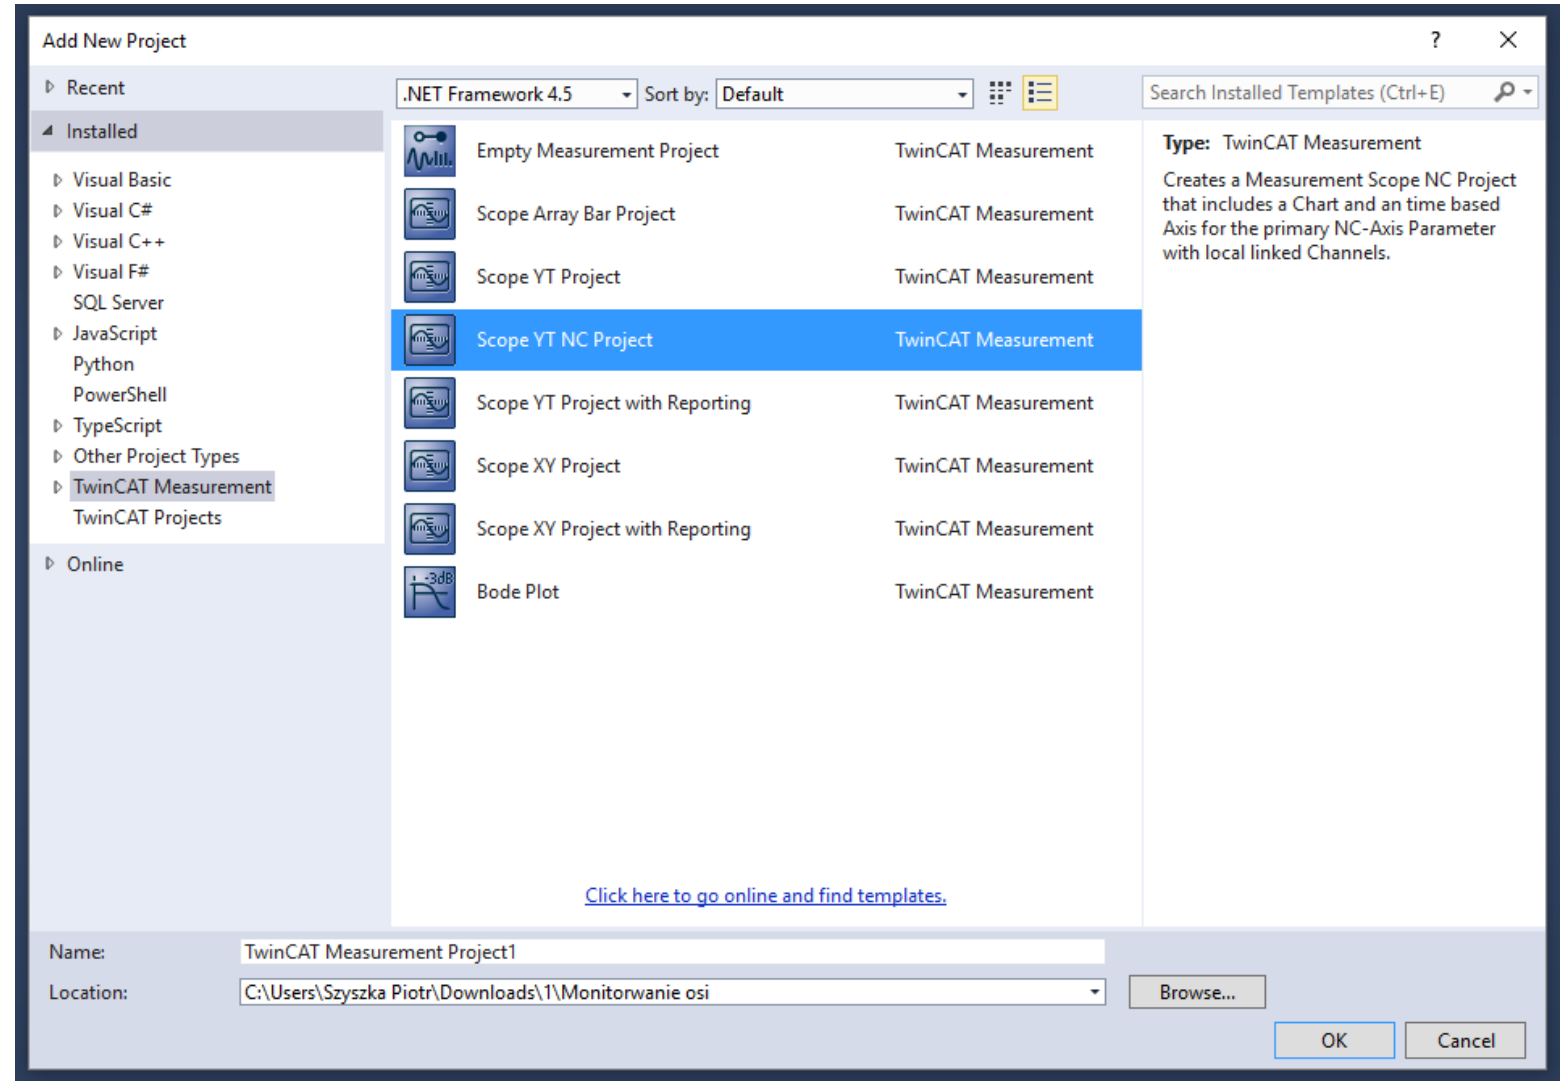 Add New Project
?
Recent
.NET Framework 4.5
Sort by:
Default
Search Installed Templates (Ctrl+E)
Installed
Visual Basic
Visual C#
Visual C++
Visual F#
SQL Server
JavaScript
Python
PowerShell
TypeScript
Other Project Types
TwinCAT Measurement
TwinCAT Projects
Online
Empty Measurement Project TwinCAT Measurement
Scope Array Bar Project TwinCAT Measurement
Scope YT Project TwinCAT Measurement
Scope YT NC Project TwinCAT Measurement
Scope YT Project with Reporting TwinCAT Measurement
Scope XY Project TwinCAT Measurement
Scope XY Project with Reporting TwinCAT Measurement
-3dB
Bode Plot TwinCAT Measurement
Click here to go online and find templates.
Type: TwinCAT Measurement
Creates a Measurement Scope NC Project
that includes a Chart and an time based
Axis for the primary NC-Axis Parameter
with local linked Channels.
Name: TwinCAT Measurement Project1
Location: C:\Users\Szyszka Piotr\Downloads\1\Monitorwanie osi
Browse...
OK
Cancel